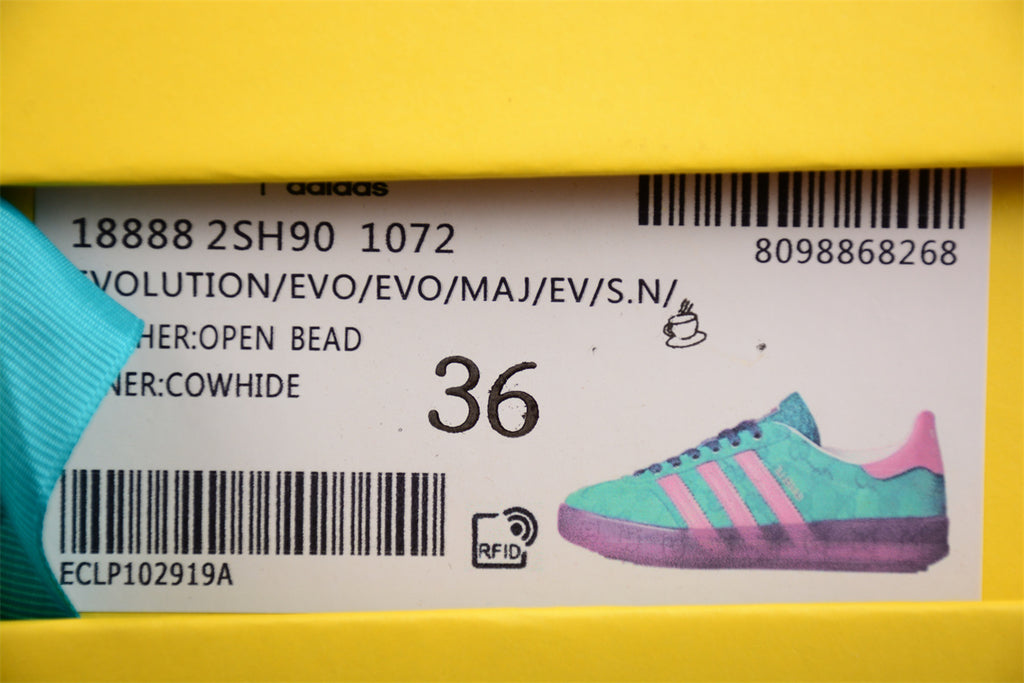 adidas
18888 2SH90 1072
8098868268
VOLUTION/EVO/EVO/MAJ/EV/S.N/
HER:OPEN BEAD
NER:COWHIDE
36
RFID
ECLP102919A